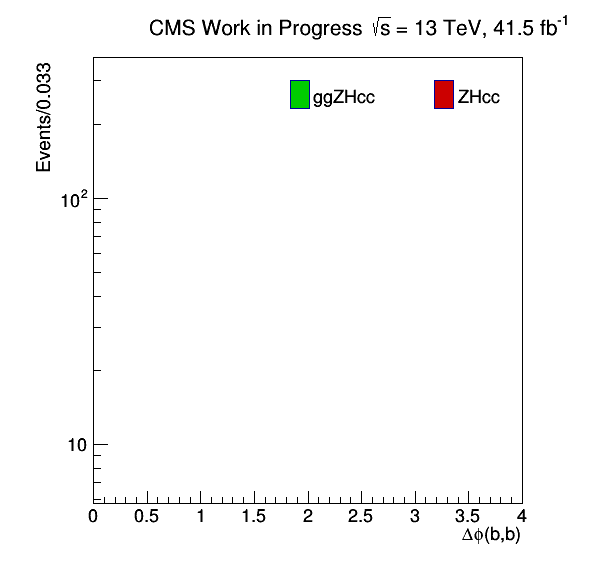 CMS Work in Progress √s = 13 TeV, 41.5 fb⁻¹
Events/0.033
ggZHcc ZHcc
10²
10
0 0.5 1 1.5 2 2.5 3 3.5 4
Δϕ(b,b)